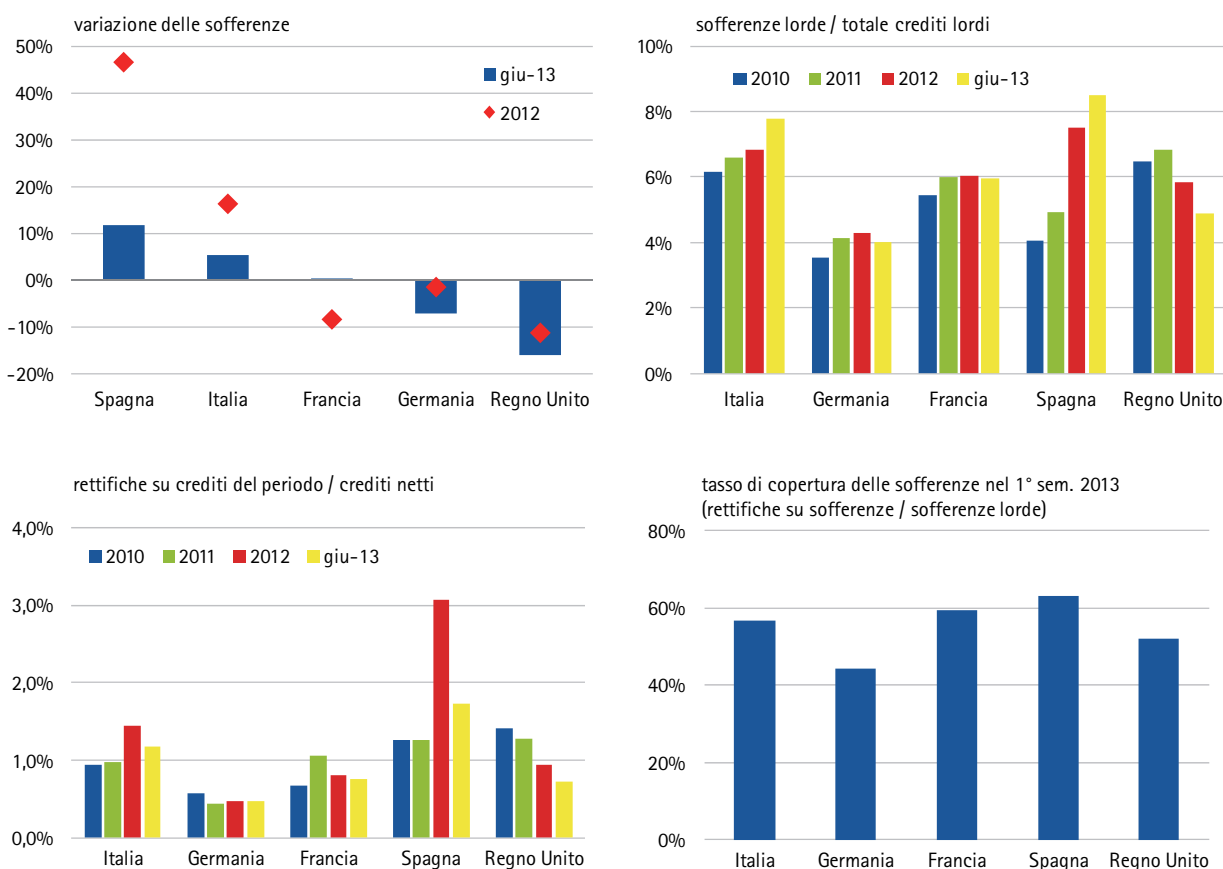 variazione delle sofferenze
50%
40%
30%
20%
10%
0%
-10%
-20%
giu-13
2012
Spagna Italia Francia Germania Regno Unito
sofferenze lorde / totale crediti lordi
10%
8%
6%
4%
2%
0%
2010 2011 2012 giu-13
Italia Germania Francia Spagna Regno Unito
rettifiche su crediti del periodo / crediti netti
4,0%
3,0%
2,0%
1,0%
0,0%
2010 2011 2012 giu-13
Italia Germania Francia Spagna Regno Unito
tasso di copertura delle sofferenze nel 1° sem. 2013
(rettifiche su sofferenze / sofferenze lorde)
80%
60%
40%
20%
0%
Italia Germania Francia Spagna Regno Unito